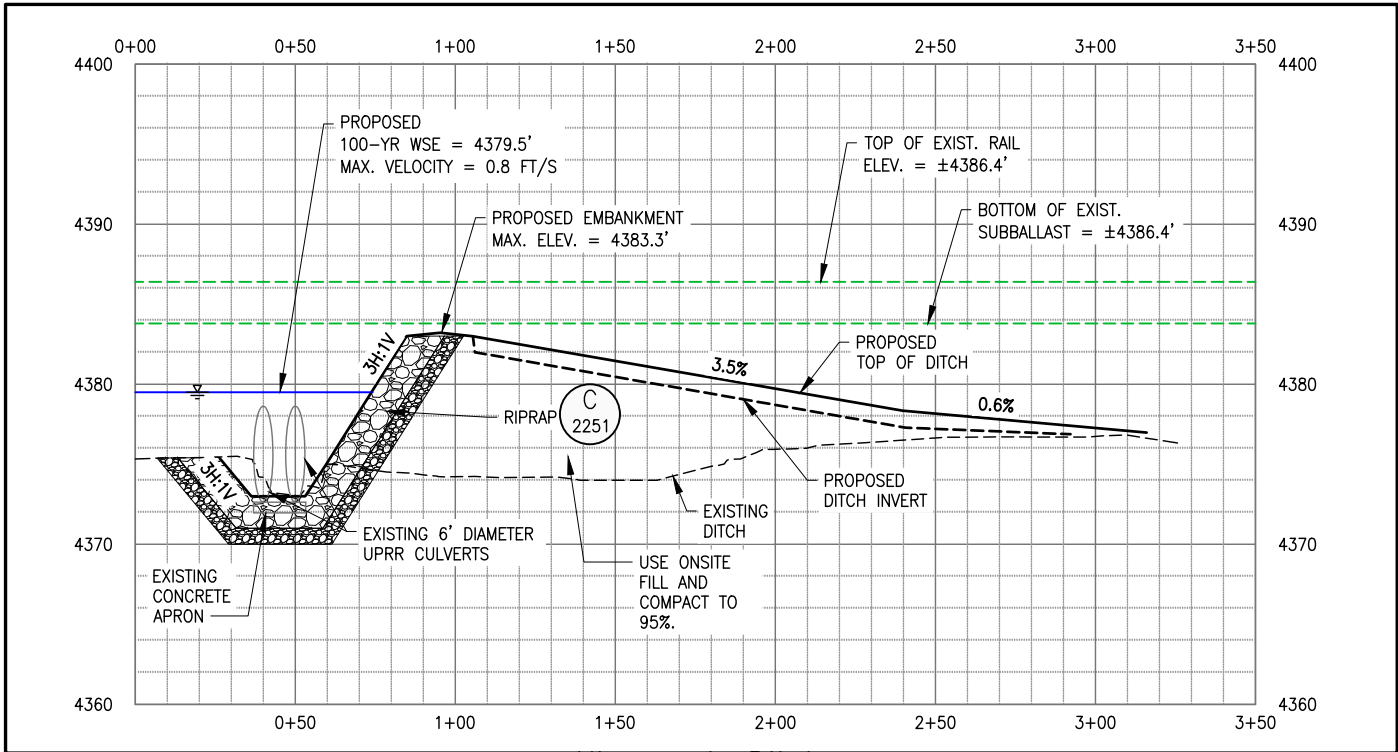 0+00 0+50 1+00 1+50 2+00 2+50 3+00 3+50
4400 4400
PROPOSED
100-YR WSE = 4379.5'
MAX. VELOCITY = 0.8 FT/S
TOP OF EXIST. RAIL
ELEV. = ±4386.4'
PROPOSED EMBANKMENT
MAX. ELEV. = 4383.3'
BOTTOM OF EXIST.
SUBBALLAST = ±4386.4'
4390 4390
3H:1V
3.5%
PROPOSED
TOP OF DITCH
4380 4380
0.6%
RIPRAP
C
2251
3H:1V
PROPOSED
DITCH INVERT
EXISTING
DITCH
EXISTING 6' DIAMETER
UPRR CULVERTS
4370 4370
USE ONSITE
FILL AND
COMPACT TO
95%.
EXISTING
CONCRETE
APRON
4360 4360
0+50 1+00 1+50 2+00 2+50 3+00 3+50